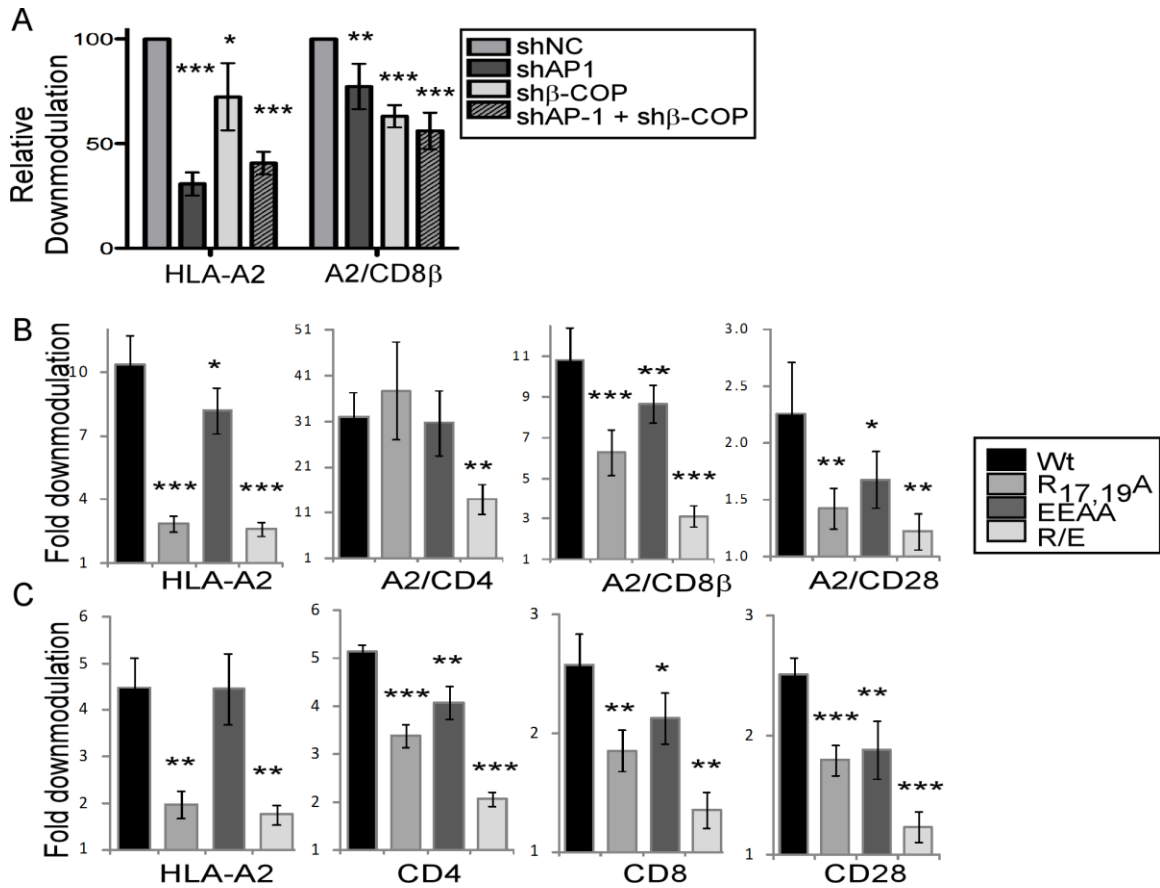 A
Relative
Downmodulation
100
50
0
***
*
***
**
***
***
HLA-A2
A2/CD8β
shNC
shAP1
shβ-COP
shAP-1 + shβ-COP
B
Fold downmodulation
10
7
4
1
***
*
***
HLA-A2
51
41
31
21
11
1
**
A2/CD4
11
9
7
5
3
1
***
**
***
A2/CD8β
3.0
2.5
2.0
1.5
1.0
**
*
**
A2/CD28
Wt
R17,19A
EEAA
R/E
C
Fold downmodulation
6
5
4
3
2
1
**
**
HLA-A2
6
5
4
3
2
1
***
**
***
CD4
3
2
1
**
*
**
CD8
3
2
1
***
**
***
CD28